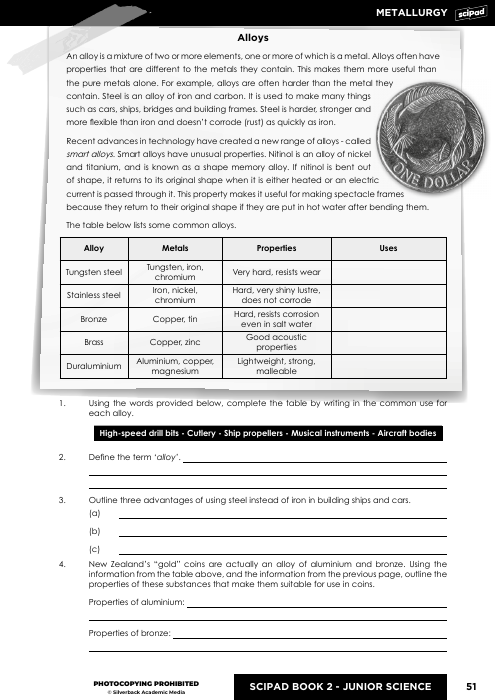 METALLURGY scipad
Alloys
An alloy is a mixture of two or more elements, one or more of which is a metal. Alloys often have
properties that are different to the metals they contain. This makes them more useful than
the pure metals alone. For example, alloys are often harder than the metal they
contain. Steel is an alloy of iron and carbon. It is used to make many things
such as cars, ships, bridges and building frames. Steel is harder, stronger and
more flexible than iron and doesn't corrode (rust) as quickly as iron.
ONE DOLLAR
Recent advances in technology have created a new range of alloys - called
smart alloys. Smart alloys have unusual properties. Nitinol is an alloy of nickel
and titanium, and is known as a shape memory alloy. If nitinol is bent out
of shape, it returns to its original shape when it is either heated or an electric
current is passed through it. This property makes it useful for making spectacle frames
because they return to their original shape if they are put in hot water after bending them.
The table below lists some common alloys.
Alloy Metals Properties Uses
Tungsten steel Tungsten, iron, chromium Very hard, resists wear
Stainless steel Iron, nickel, chromium Hard, very shiny lustre, does not corrode
Bronze Copper, tin Hard, resists corrosion even in salt water
Brass Copper, zinc Good acoustic properties
Duraluminium Aluminium, copper, magnesium Lightweight, strong, malleable
1. Using the words provided below, complete the table by writing in the common use for
each alloy.
High-speed drill bits - Cutlery - Ship propellers - Musical instruments - Aircraft bodies
2. Define the term 'alloy'.
3. Outline three advantages of using steel instead of iron in building ships and cars.
(a)
(b)
(c)
4. New Zealand's "gold" coins are actually an alloy of aluminium and bronze. Using the
information from the table above, and the information from the previous page, outline the
properties of these substances that make them suitable for use in coins.
Properties of aluminium:
Properties of bronze:
PHOTOCOPYING PROHIBITED
© Silverback Academic Media
SCIPAD BOOK 2 - JUNIOR SCIENCE 51